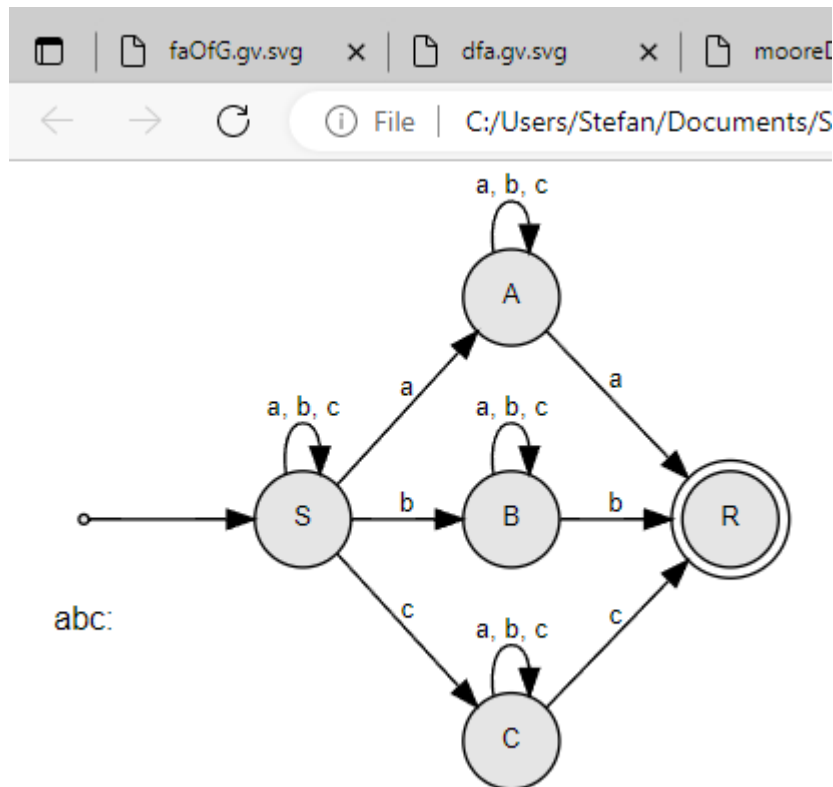 faOfG.gv.svg
dfa.gv.svg
mooreD
File
C:/Users/Stefan/Documents/S
a, b, c
A
a
a
a, b, c
a, b, c
S
b
B
b
R
abc:
c
a, b, c
c
C